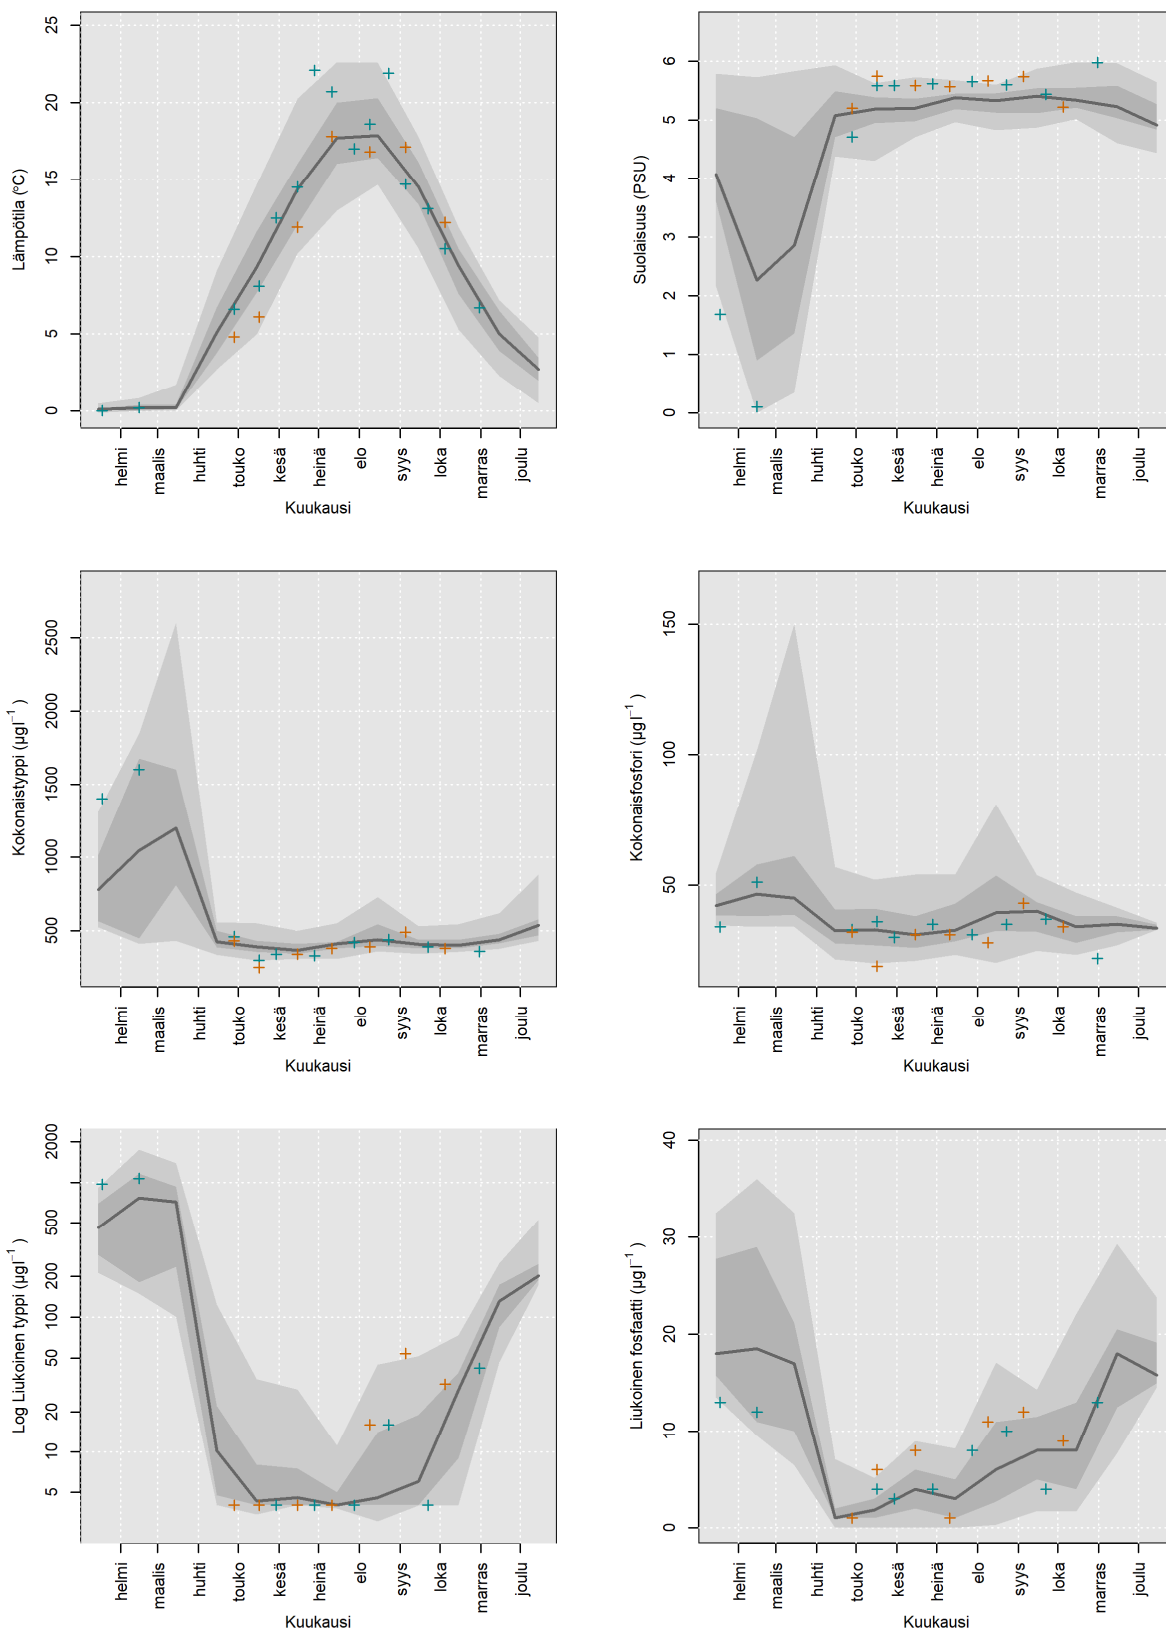 Lämpötila (°C)
25
20
15
10
5
0
helmi
maalis
huhti
touko
kesä
heinä
elo
syys
loka
marras
joulu
Kuukausi
Suolaisuus (PSU)
6
5
4
3
2
1
0
helmi
maalis
huhti
touko
kesä
heinä
elo
syys
loka
marras
joulu
Kuukausi
Kokonaistyppi (µgl⁻¹ )
2500
2000
1500
1000
500
helmi
maalis
huhti
touko
kesä
heinä
elo
syys
loka
marras
joulu
Kuukausi
Kokonaisfosfori (µgl⁻¹ )
150
100
50
helmi
maalis
huhti
touko
kesä
heinä
elo
syys
loka
marras
joulu
Kuukausi
Log Liukoinen typpi (µgl⁻¹ )
2000
500
200
100
50
20
10
5
helmi
maalis
huhti
touko
kesä
heinä
elo
syys
loka
marras
joulu
Kuukausi
Liukoinen fosfaatti (µgl⁻¹ )
40
30
20
10
0
helmi
maalis
huhti
touko
kesä
heinä
elo
syys
loka
marras
joulu
Kuukausi